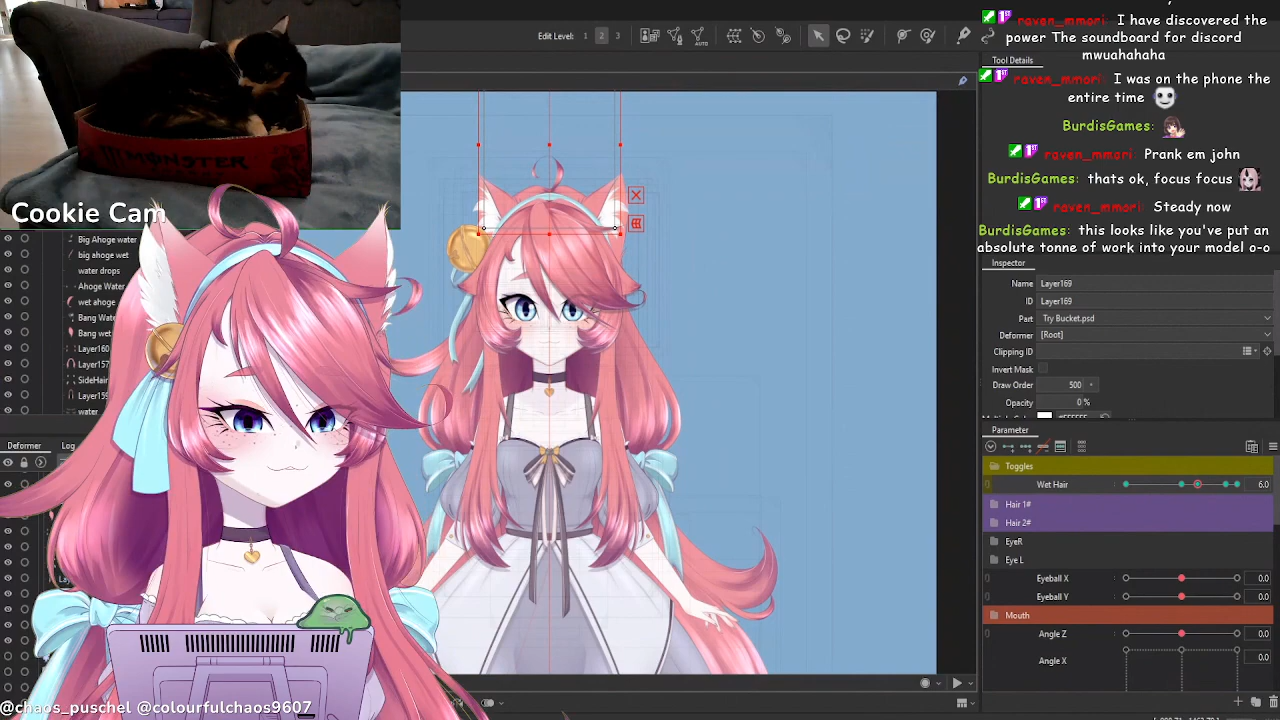 Edit Level: 1 2 3
AUTO
MONSTER
Cookie Cam
Big Ahoge water
big ahoge wet
water drops
Ahoge Water
wet ahoge
Bang Water
Bang wet
Layer160
Layer157
SideHair
Layer159
water
Deformer Log
@chaos_puschel @colourfulchaos9607
raven_mmori: I have discovered the
power The soundboard for discord
mwuahahaha
raven_mmori: I was on the phone the
entire time
BurdisGames:
raven_mmori: Prank em john
BurdisGames: thats ok, focus focus
raven_mmori: Steady now
BurdisGames: this looks like you've put an
absolute tonne of work into your model o-o
Tool Details
Inspector
Name Layer169
ID Layer169
Part Try Bucket.psd
Deformer [Root]
Clipping ID
Invert Mask
Draw Order 500
Opacity 0 %
Parameter
Toggles
Wet Hair 6.0
Hair 1#
Hair 2#
EyeR
Eye L
Eyeball X 0.0
Eyeball Y 0.0
Mouth
Angle Z 0.0
Angle X 0.0